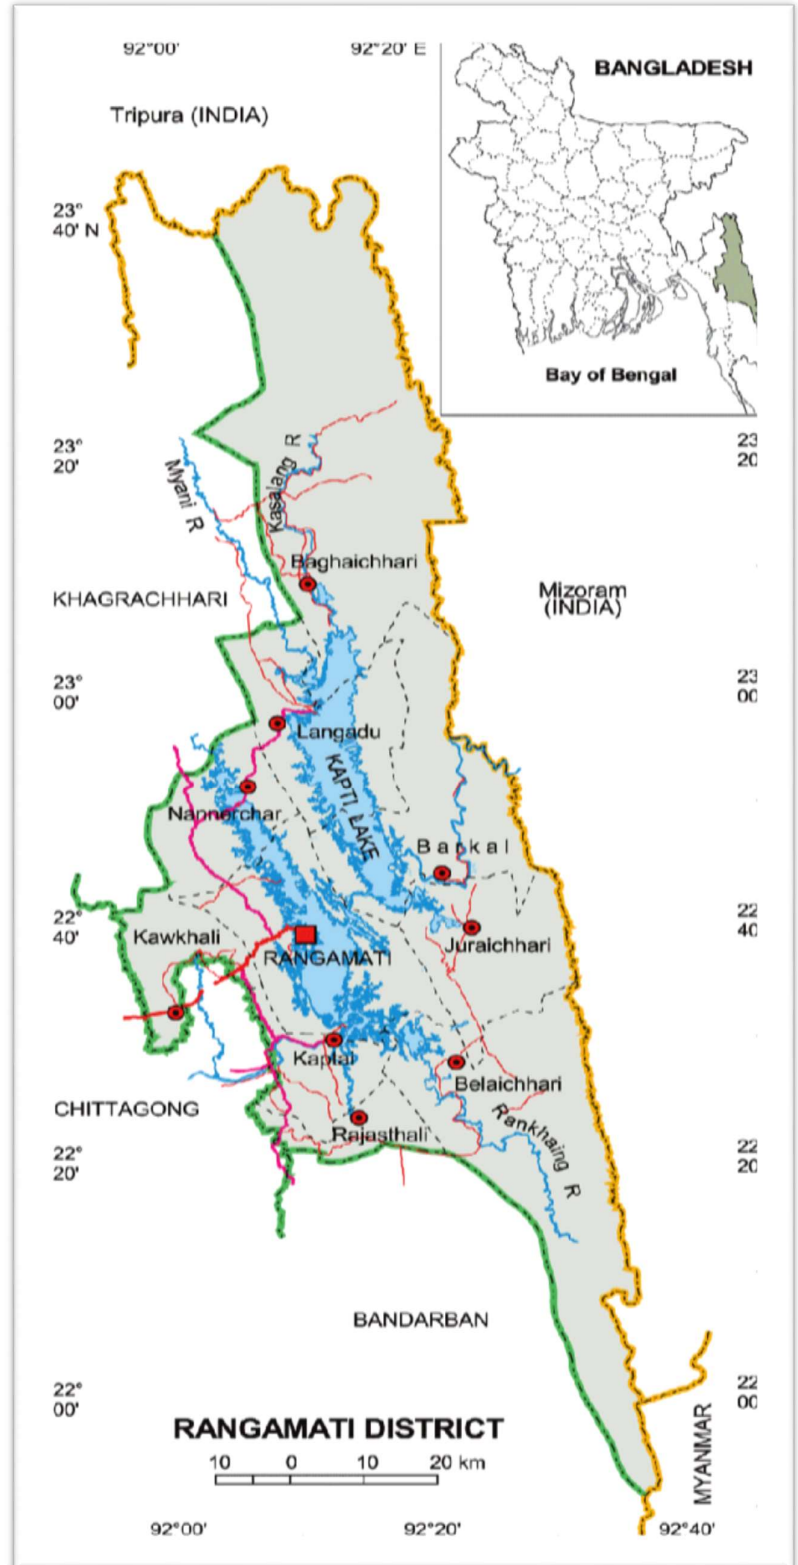 92°00'
92°20' E
BANGLADESH
Tripura (INDIA)
23°
40' N
Bay of Bengal
23°
20'
23
20
Myani R
Kasalang R
Baghaichhari
KHAGRACHHARI
Mizoram
(INDIA)
23°
00'
23
00
Langadu
KAPTI LAKE
Nannerchar
Barkal
22°
40'
22
40
Kawkhali
Juraichhari
RANGAMATI
Kaptai
Belaichhari
CHITTAGONG
Rajasthali
Rankhaing R
22°
20'
22
20
BANDARBAN
22°
00'
22
00
MYANMAR
RANGAMATI DISTRICT
10 0 10 20 km
92°00'
92°20'
92°40'